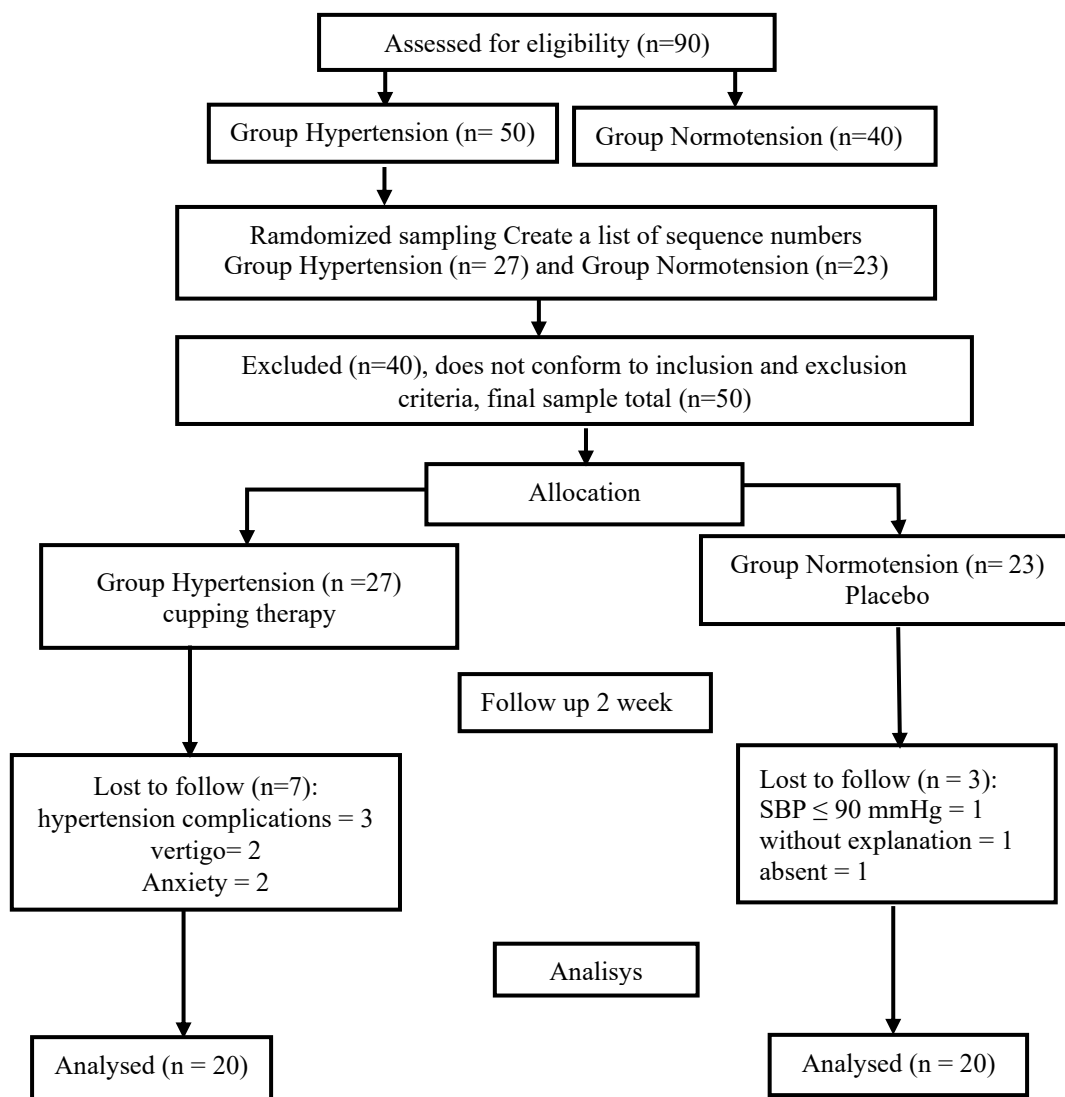 Assessed for eligibility (n=90)
Group Hypertension (n= 50)
Group Normotension (n=40)
Ramdomized sampling Create a list of sequence numbers
Group Hypertension (n= 27) and Group Normotension (n=23)
Excluded (n=40), does not conform to inclusion and exclusion
criteria, final sample total (n=50)
Allocation
Group Hypertension (n =27)
cupping therapy
Group Normotension (n= 23)
Placebo
Follow up 2 week
Lost to follow (n=7):
hypertension complications = 3
vertigo= 2
Anxiety = 2
Lost to follow (n = 3):
SBP ≤ 90 mmHg = 1
without explanation = 1
absent = 1
Analisys
Analysed (n = 20)
Analysed (n = 20)